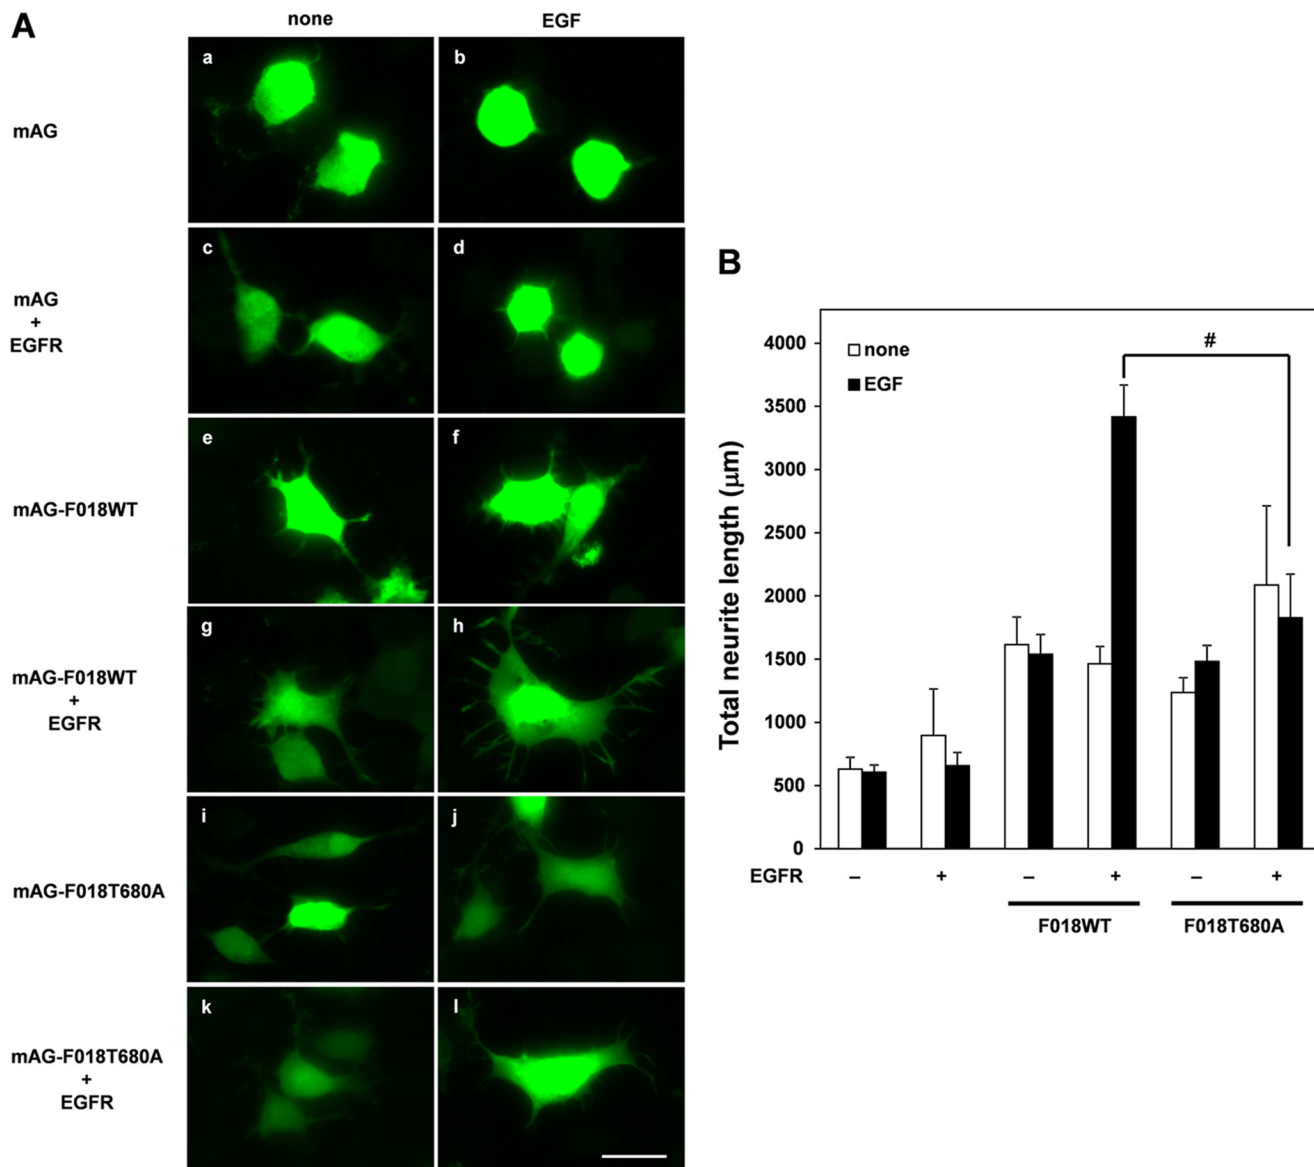 A
none
EGF
mAG
a
b
mAG
+
EGFR
c
d
mAG-F018WT
e
f
mAG-F018WT
+
EGFR
g
h
mAG-F018T680A
i
j
mAG-F018T680A
+
EGFR
k
l
B
Total neurite length (μm)
4000
3500
3000
2500
2000
1500
1000
500
0
none
EGF
#
EGFR – + – + – +
F018WT F018T680A